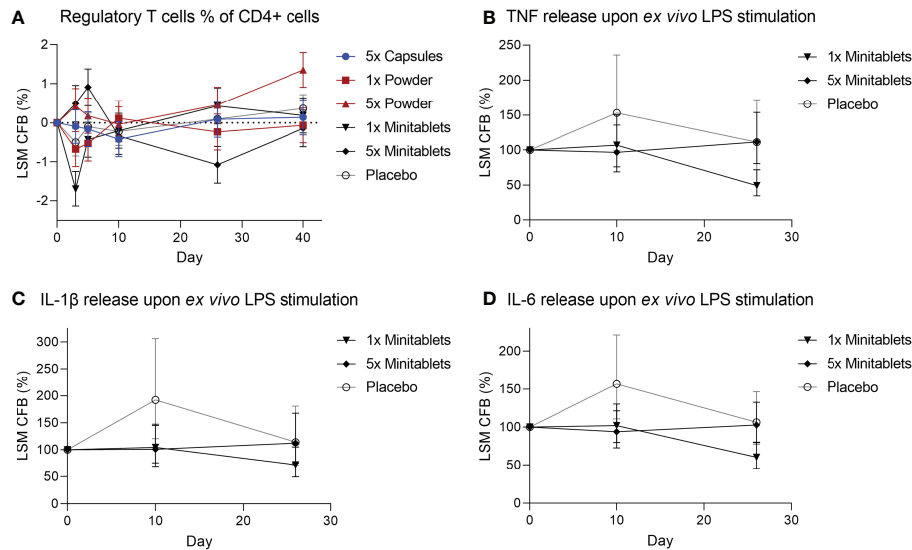 A Regulatory T cells % of CD4+ cells
LSM CFB (%)
2
1
0
-1
-2
0 10 20 30 40
Day
5x Capsules
1x Powder
5x Powder
1x Minitablets
5x Minitablets
Placebo
B TNF release upon ex vivo LPS stimulation
LSM CFB (%)
250
200
150
100
50
0
0 10 20 30
Day
1x Minitablets
5x Minitablets
Placebo
C IL-1β release upon ex vivo LPS stimulation
LSM CFB (%)
300
250
200
150
100
50
0
0 10 20 30
Day
1x Minitablets
5x Minitablets
Placebo
D IL-6 release upon ex vivo LPS stimulation
LSM CFB (%)
200
150
100
50
0
0 10 20 30
Day
1x Minitablets
5x Minitablets
Placebo